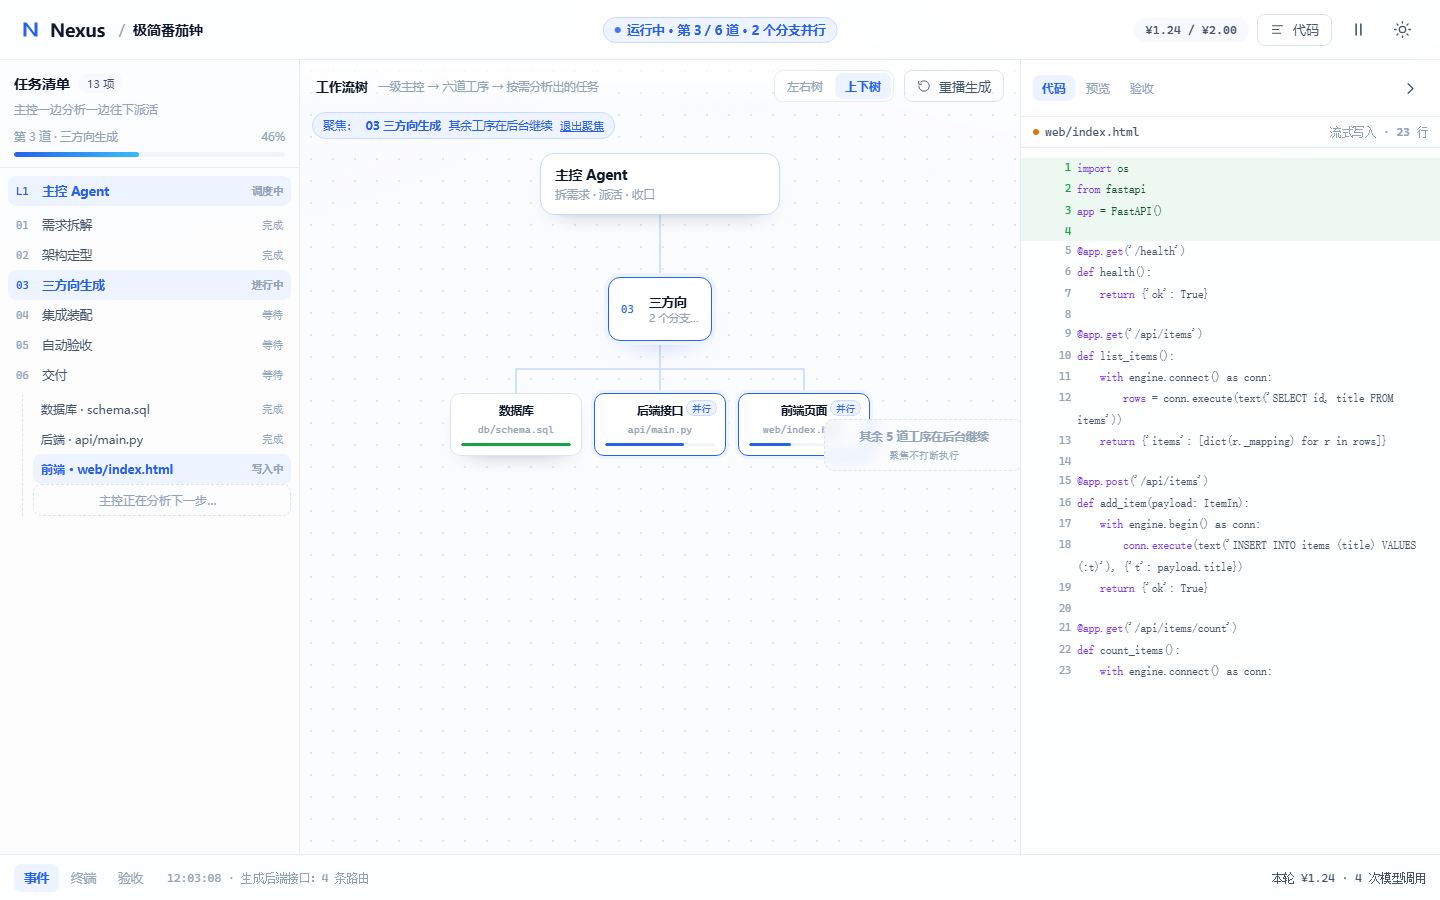 Nexus / 极简番茄钟
运行中 • 第 3 / 6 道 • 2 个分支并行
¥1.24 / ¥2.00
代码
任务清单 13 项
主控一边分析一边往下派活
第 3 道 · 三方向生成 46%
L1 主控 Agent 调度中
01 需求拆解 完成
02 架构定型 完成
03 三方向生成 进行中
04 集成装配 等待
05 自动验收 等待
06 交付 等待
数据库 · schema.sql 完成
后端 · api/main.py 完成
前端 • web/index.html 写入中
主控正在分析下一步...
工作流树 一级主控 → 六道工序 → 按需分析出的任务
左右树 上下树
重播生成
聚焦: 03 三方向生成 其余工序在后台继续 退出聚焦
主控 Agent
拆需求 · 派活 · 收口
03 三方向
2 个分支...
数据库
db/schema.sql
后端接口 并行
api/main.py
前端页面 并行
web/index.h
其余 5 道工序在后台继续
聚焦不打断执行
代码 预览 验收
web/index.html 流式写入 · 23 行
1 import os
2 from fastapi
3 app = FastAPI()
4
5 @app.get("/health")
6 def health():
7 return {"ok": True}
8
9 @app.get("/api/items")
10 def list_items():
11 with engine.connect() as conn:
12 rows = conn.execute(text("SELECT id, title FROM
items"))
13 return {"items": [dict(r._mapping) for r in rows]}
14
15 @app.post("/api/items")
16 def add_item(payload: ItemIn):
17 with engine.begin() as conn:
18 conn.execute(text("INSERT INTO items (title) VALUES
(:t)"), {"t": payload.title})
19 return {"ok": True}
20
21 @app.get("/api/items/count")
22 def count_items():
23 with engine.connect() as conn:
事件 终端 验收 12:03:08 · 生成后端接口: 4 条路由
本轮 ¥1.24 · 4 次模型调用